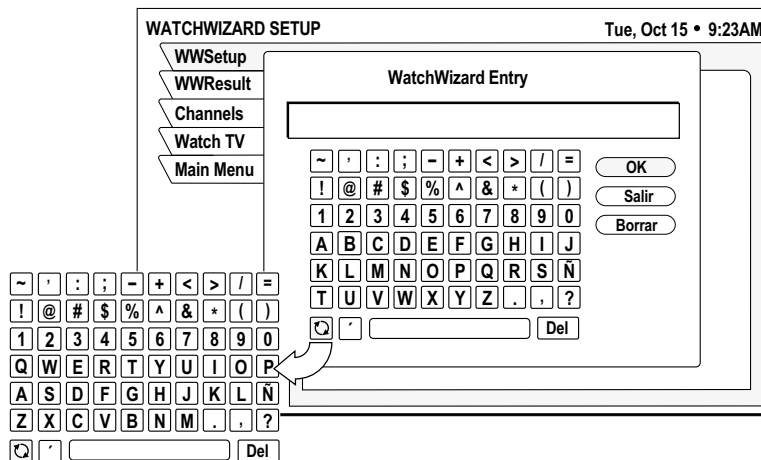 WATCHWIZARD SETUP Tue, Oct 15 • 9:23AM
WWSetup
WWResult
Channels
Watch TV
Main Menu
WatchWizard Entry
~ ' : ; - + < > / =
! @ # $ % ^ & * ( )
1 2 3 4 5 6 7 8 9 0
A B C D E F G H I J
K L M N O P Q R S Ñ
T U V W X Y Z . , ?
´ Del
OK
Salir
Borrar
~ ' : ; - + < > / =
! @ # $ % ^ & * ( )
1 2 3 4 5 6 7 8 9 0
Q W E R T Y U I O P
A S D F G H J K L Ñ
Z X C V B N M . , ?
´ Del